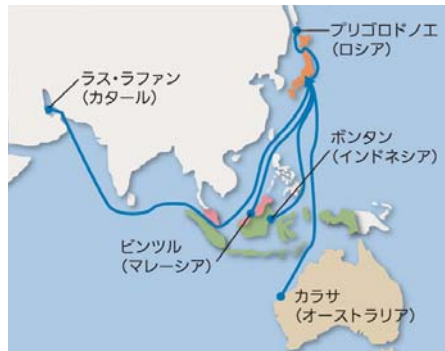 プリゴロドノエ
(ロシア)
ラス・ラファン
(カタール)
ボンタン
(インドネシア)
ビンツル
(マレーシア)
カラサ
(オーストラリア)